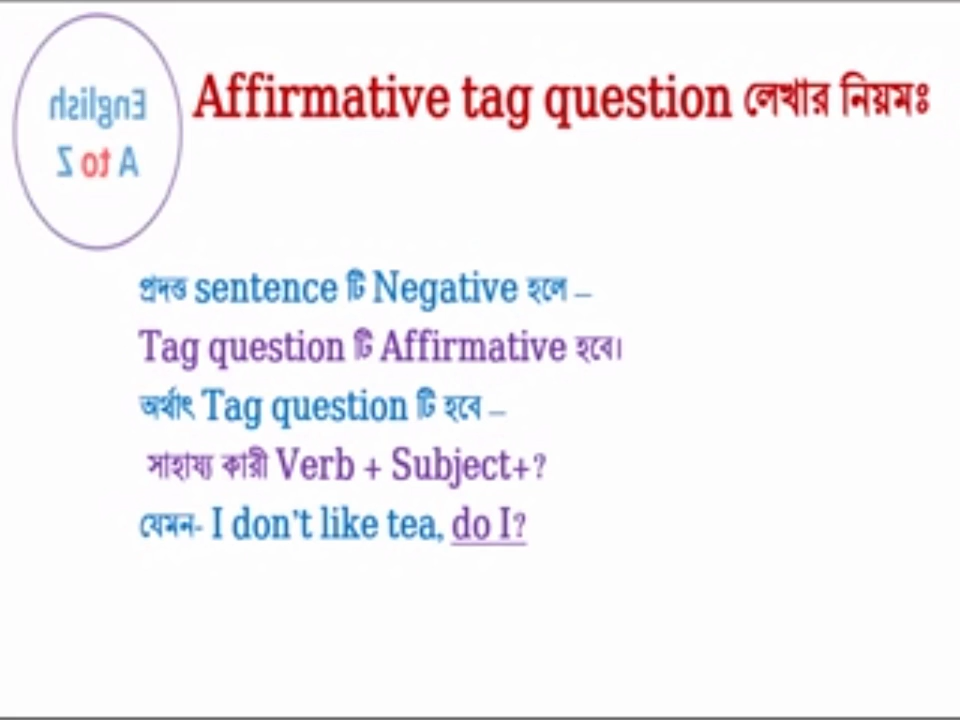 English
A to Z
Affirmative tag question লেখার নিয়মঃ
প্রদত্ত sentence টি Negative হলে –
Tag question টি Affirmative হবে।
অর্থাৎ Tag question টি হবে –
সাহায্য কারী Verb + Subject+?
যেমন- I don’t like tea, do I?